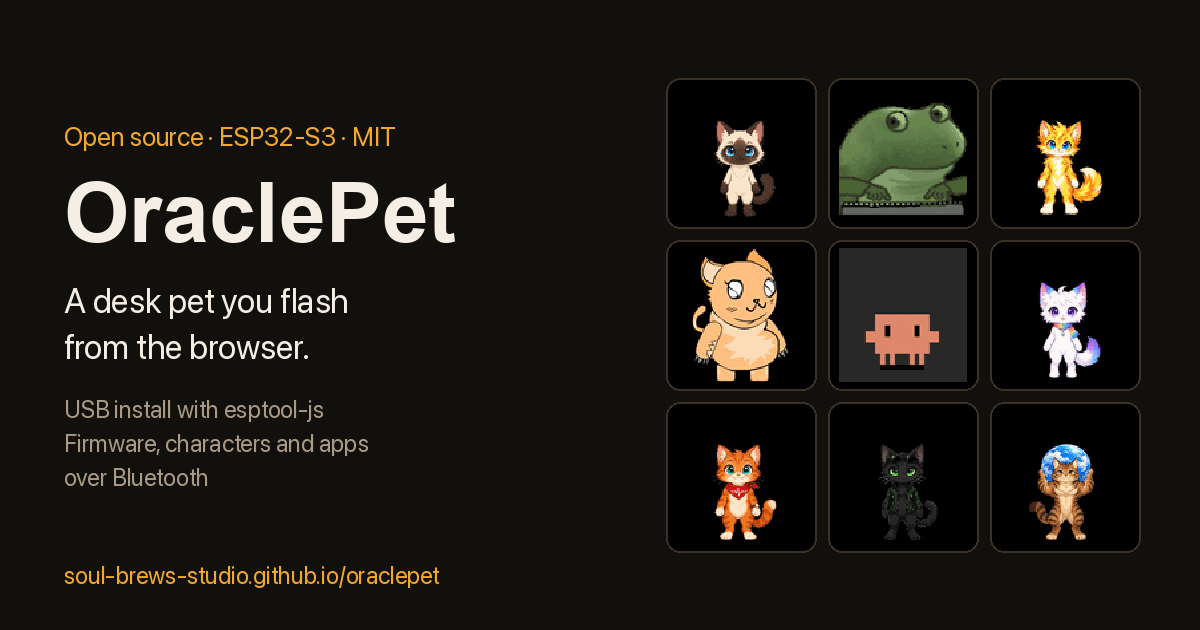 Open source · ESP32-S3 · MIT
OraclePet
A desk pet you flash
from the browser.
USB install with esptool-js
Firmware, characters and apps
over Bluetooth
soul-brews-studio.github.io/oraclepet